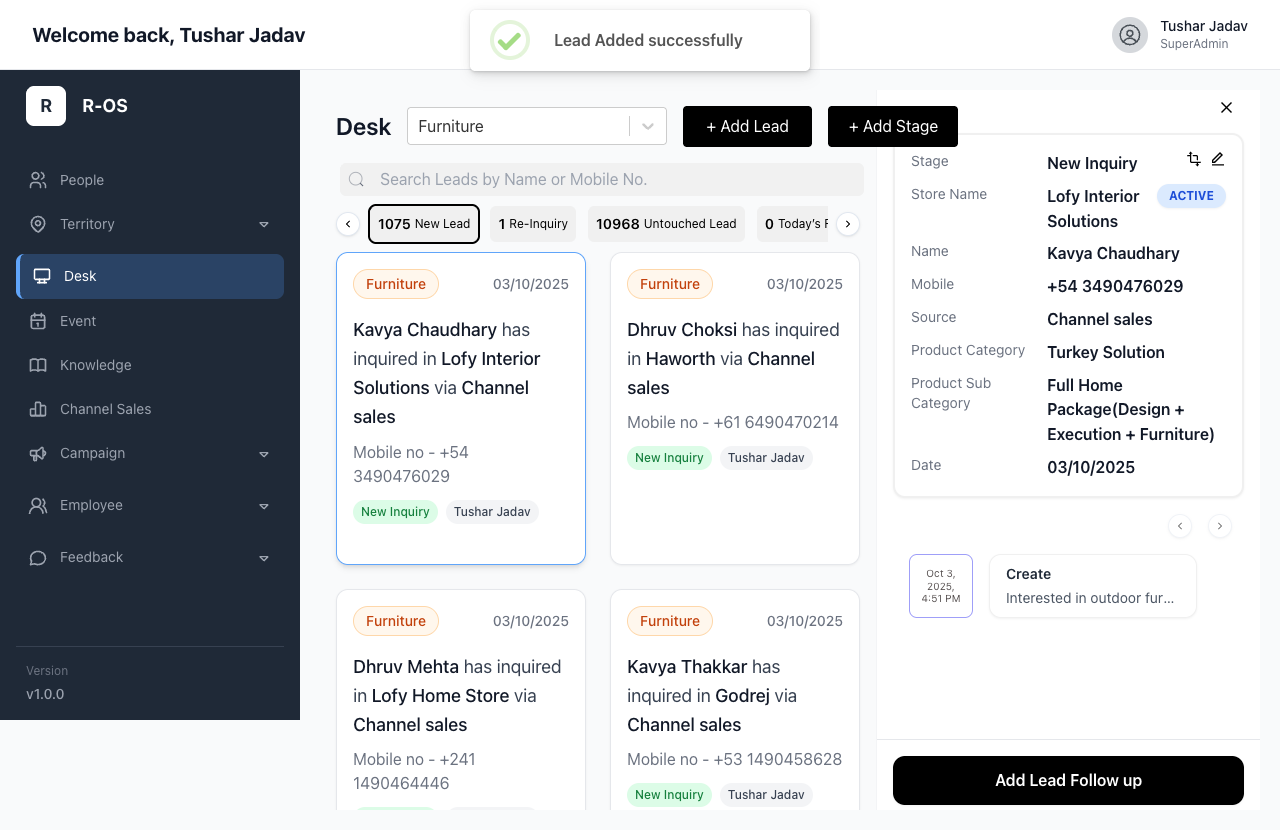 Welcome back, Tushar Jadav
Lead Added successfully
Tushar Jadav
SuperAdmin
R
R-OS
People
Territory
Desk
Event
Knowledge
Channel Sales
Campaign
Employee
Feedback
Version
v1.0.0
Desk
Furniture
+ Add Lead
+ Add Stage
Search Leads by Name or Mobile No.
1075 New Lead
1 Re-Inquiry
10968 Untouched Lead
0 Today's F
Furniture
03/10/2025
Kavya Chaudhary has
inquired in Lofy Interior
Solutions via Channel
sales
Mobile no - +54
3490476029
New Inquiry
Tushar Jadav
Furniture
03/10/2025
Dhruv Choksi has inquired
in Haworth via Channel
sales
Mobile no - +61 6490470214
New Inquiry
Tushar Jadav
Furniture
03/10/2025
Dhruv Mehta has inquired
in Lofy Home Store via
Channel sales
Mobile no - +241
1490464446
Furniture
03/10/2025
Kavya Thakkar has
inquired in Godrej via
Channel sales
Mobile no - +53 1490458628
New Inquiry
Tushar Jadav
Stage
New Inquiry
Store Name
Lofy Interior
Solutions
ACTIVE
Name
Kavya Chaudhary
Mobile
+54 3490476029
Source
Channel sales
Product Category
Turkey Solution
Product Sub
Category
Full Home
Package(Design +
Execution + Furniture)
Date
03/10/2025
Oct 3,
2025,
4:51 PM
Create
Interested in outdoor fur...
Add Lead Follow up